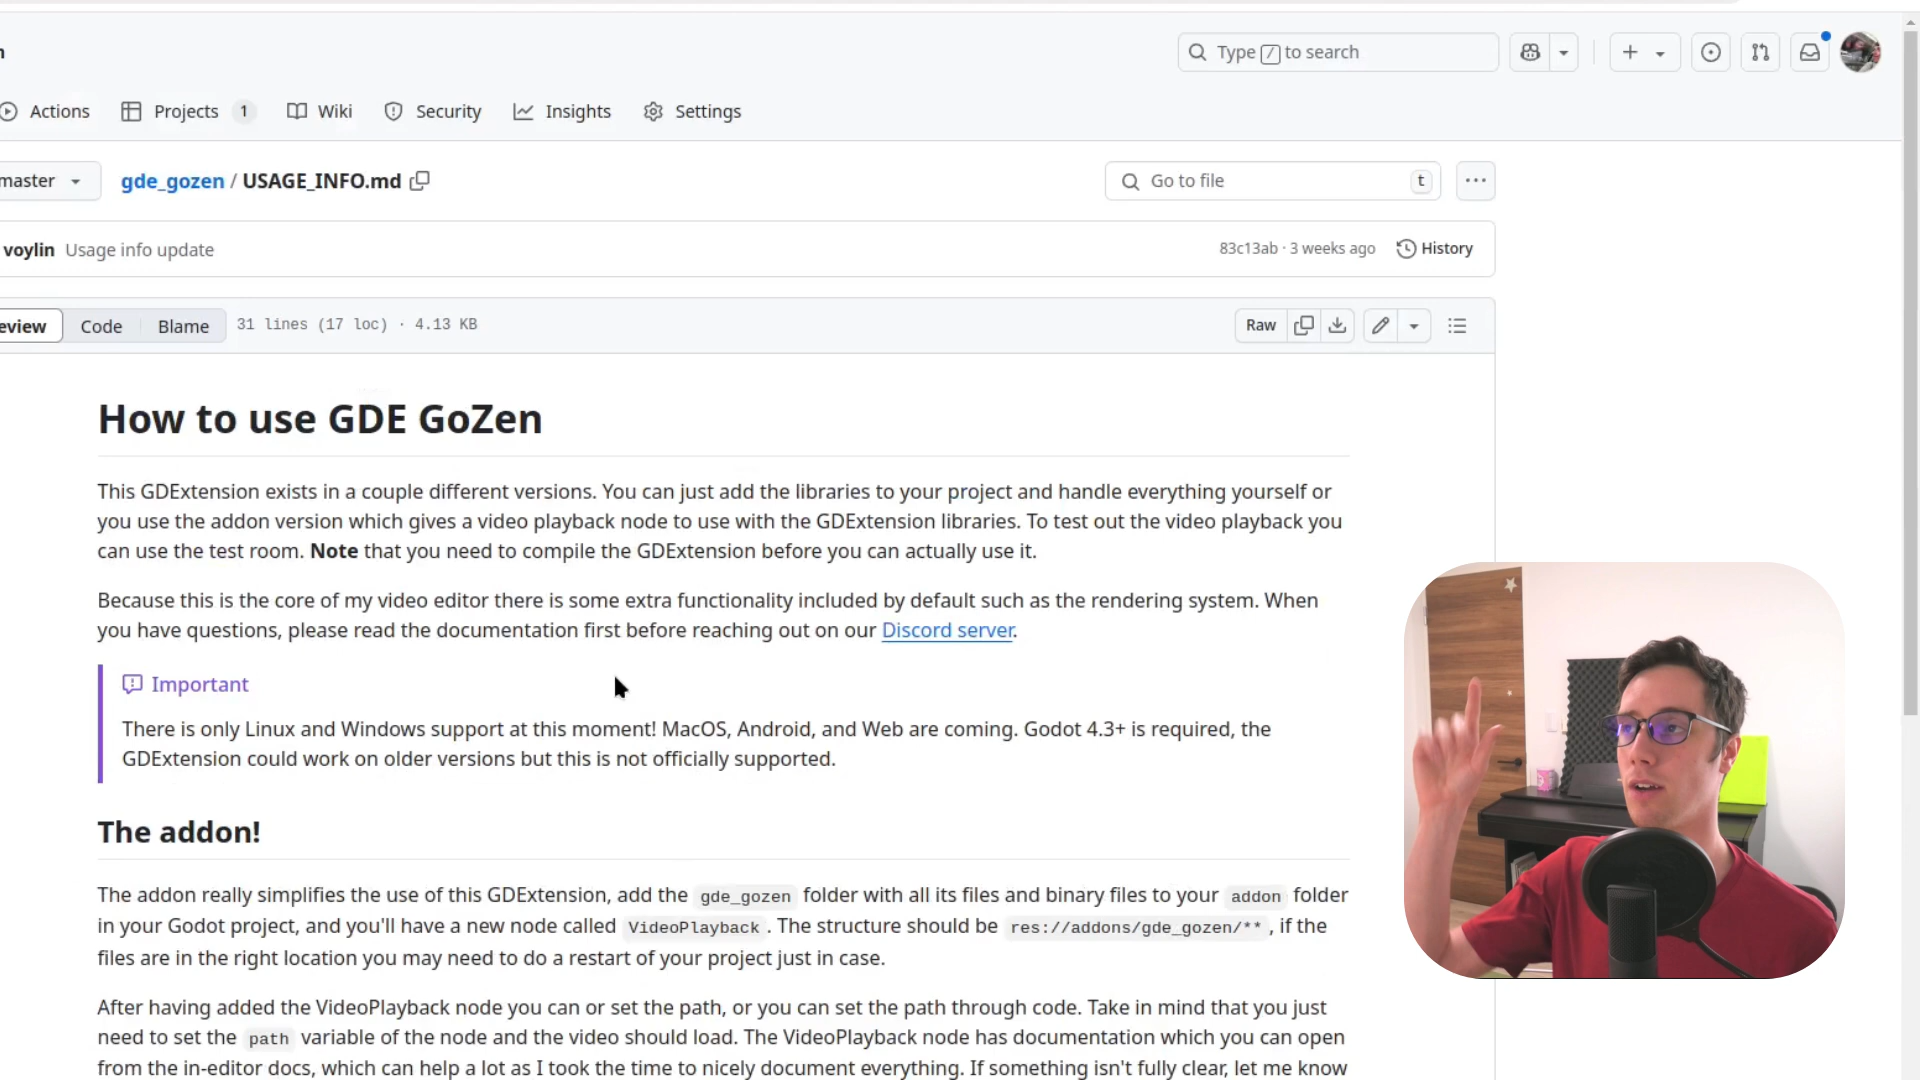 n
Type / to search
Actions
Projects 1
Wiki
Security
Insights
Settings
master
gde_gozen / USAGE_INFO.md
Go to file
t
voylin Usage info update
83c13ab · 3 weeks ago
History
eview
Code
Blame
31 lines (17 loc) · 4.13 KB
Raw
How to use GDE GoZen
This GDExtension exists in a couple different versions. You can just add the libraries to your project and handle everything yourself or
you use the addon version which gives a video playback node to use with the GDExtension libraries. To test out the video playback you
can use the test room. Note that you need to compile the GDExtension before you can actually use it.
Because this is the core of my video editor there is some extra functionality included by default such as the rendering system. When
you have questions, please read the documentation first before reaching out on our Discord server.
Important
There is only Linux and Windows support at this moment! MacOS, Android, and Web are coming. Godot 4.3+ is required, the
GDExtension could work on older versions but this is not officially supported.
The addon!
The addon really simplifies the use of this GDExtension, add the gde_gozen folder with all its files and binary files to your addon folder
in your Godot project, and you'll have a new node called VideoPlayback. The structure should be res://addons/gde_gozen/**, if the
files are in the right location you may need to do a restart of your project just in case.
After having added the VideoPlayback node you can or set the path, or you can set the path through code. Take in mind that you just
need to set the path variable of the node and the video should load. The VideoPlayback node has documentation which you can open
from the in-editor docs, which can help a lot as I took the time to nicely document everything. If something isn't fully clear, let me know